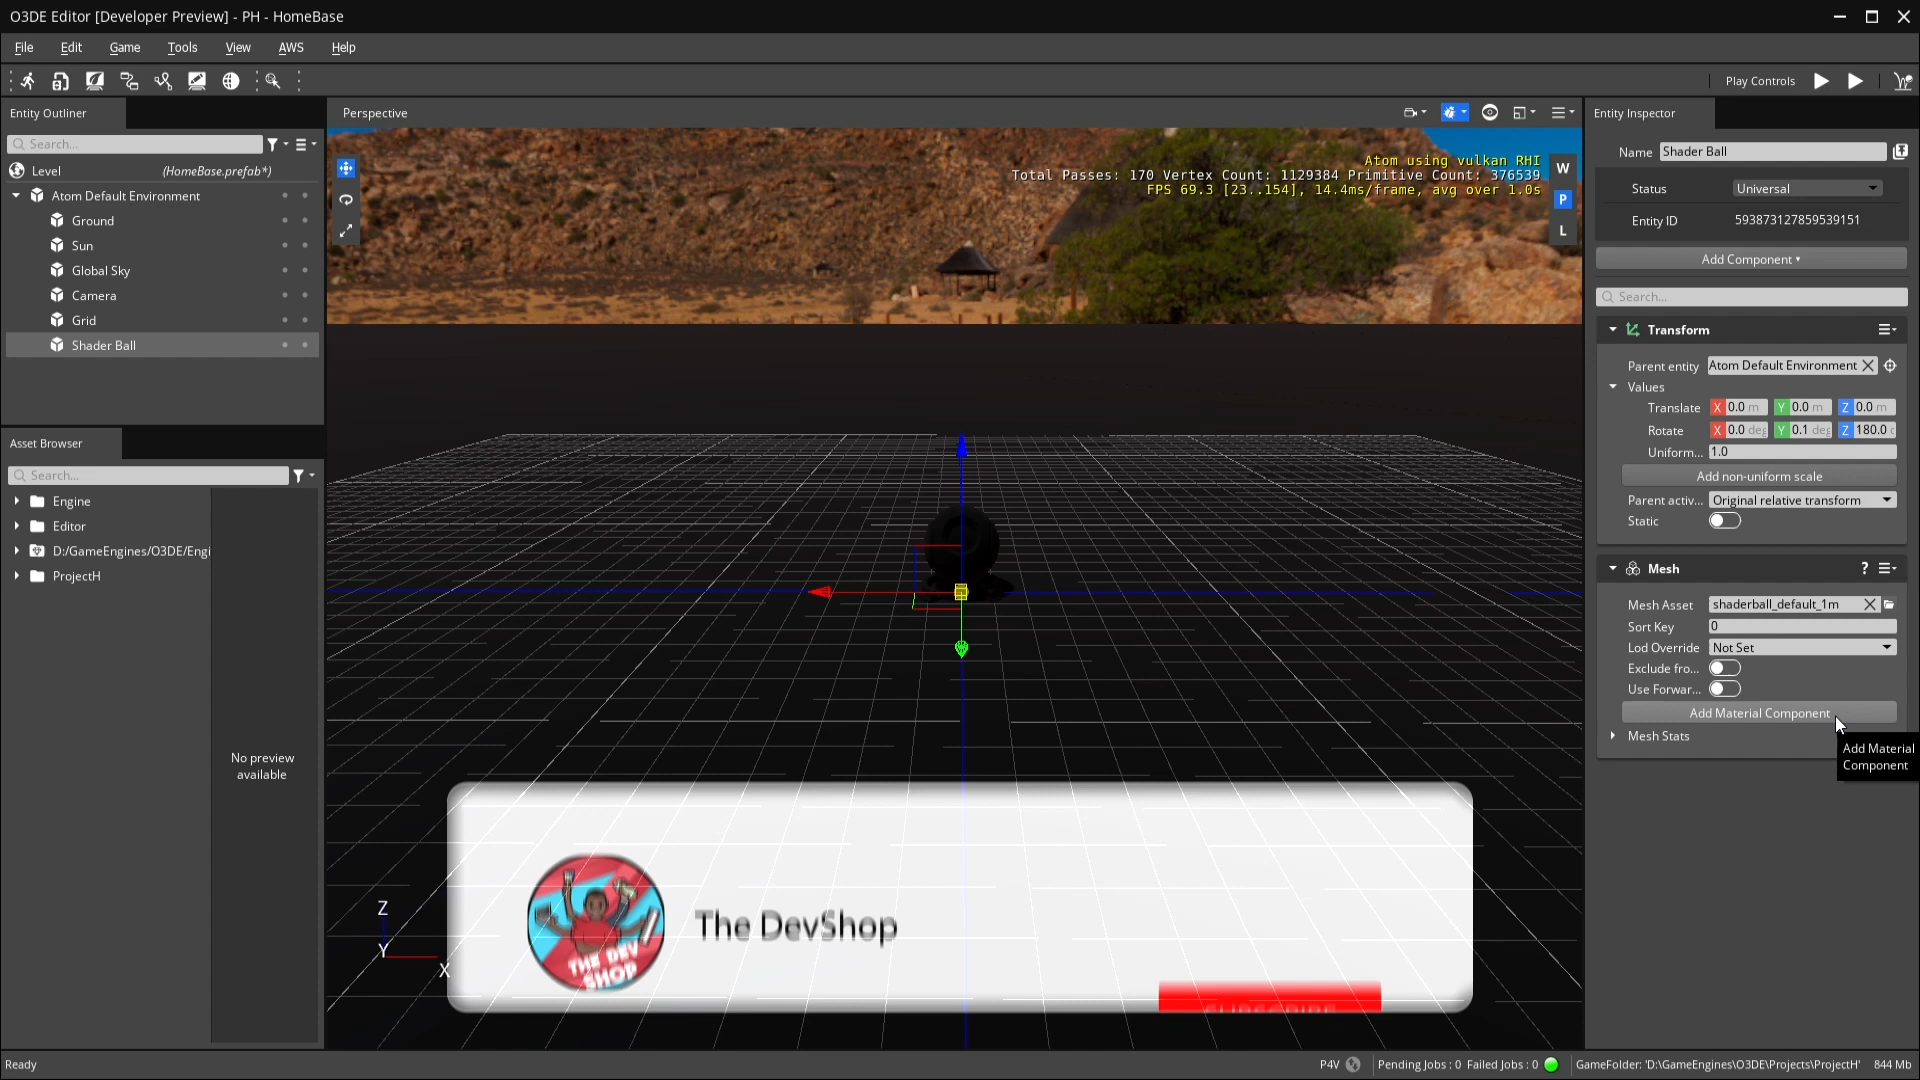 O3DE Editor [Developer Preview] - PH - HomeBase
File Edit Game Tools View AWS Help
Play Controls
Entity Outliner
Search...
Level (HomeBase.prefab*)
Atom Default Environment
Ground
Sun
Global Sky
Camera
Grid
Shader Ball
Asset Browser
Search...
Engine
Editor
D:/GameEngines/O3DE/Engi
ProjectH
No preview
available
Perspective
Atom using vulkan RHI
Total Passes: 170 Vertex Count: 1129384 Primitive Count: 376539
FPS 69.3 [23..154], 14.4ms/frame, avg over 1.0s
W
P
L
Z
Y
X
The DevShop
THE DEV
SHOP
SUBSCRIBE
Entity Inspector
Name Shader Ball
Status Universal
Entity ID 593873127859539151
Add Component
Search...
Transform
Parent entity Atom Default Environment
Values
Translate X 0.0 m Y 0.0 m Z 0.0 m
Rotate X 0.0 deg Y 0.1 deg Z 180.0
Uniform... 1.0
Add non-uniform scale
Parent activ... Original relative transform
Static
Mesh ?
Mesh Asset shaderball_default_1m
Sort Key 0
Lod Override Not Set
Exclude fro...
Use Forwar...
Add Material Component
Mesh Stats
Add Material
Component
Ready
P4V Pending Jobs : 0 Failed Jobs : 0 GameFolder: 'D:\GameEngines\O3DE\Projects\ProjectH' 844 Mb